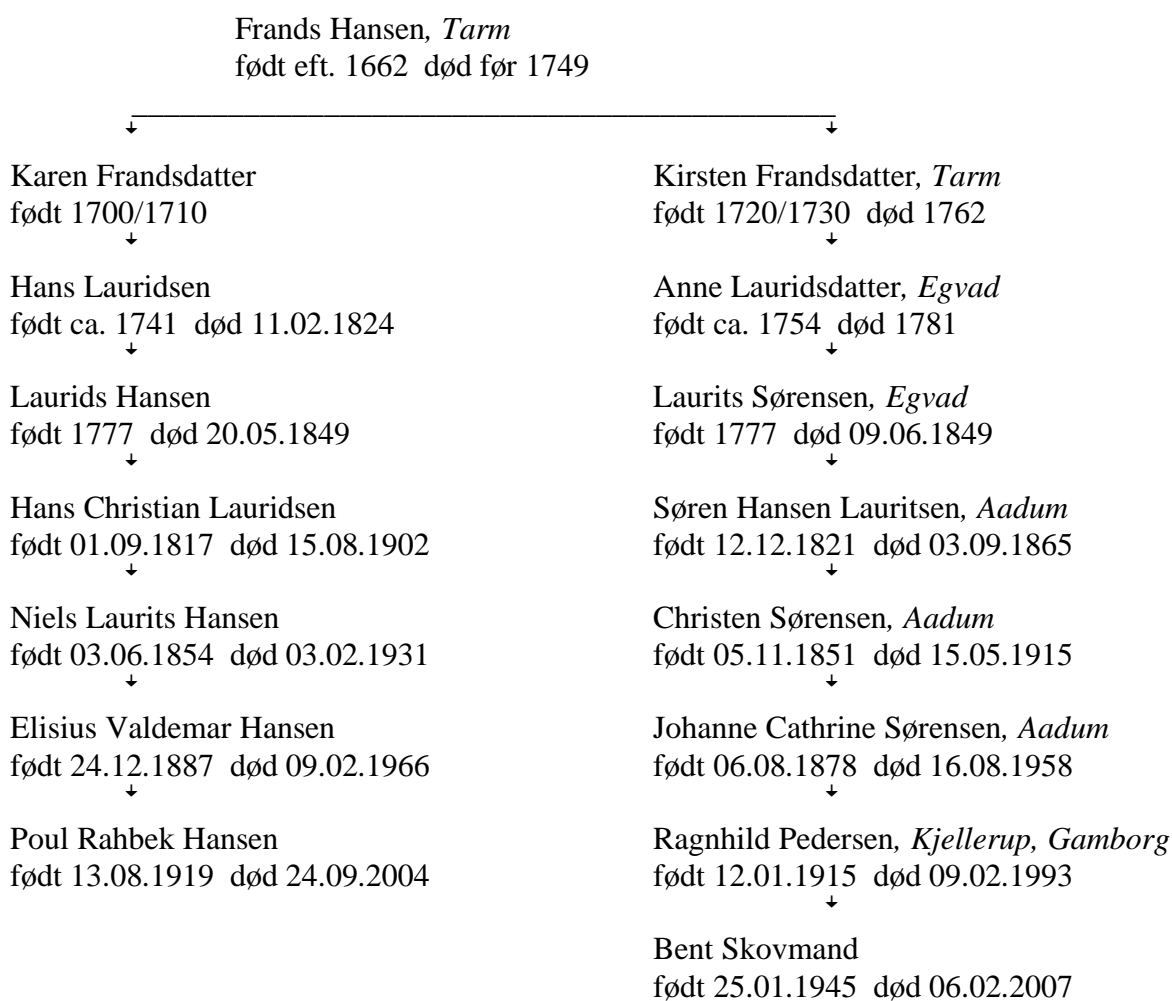 Frands Hansen, Tarm
født eft. 1662  død før 1749
Karen Frandsdatter
født 1700/1710
Hans Lauridsen
født ca. 1741  død 11.02.1824
Laurids Hansen
født 1777  død 20.05.1849
Hans Christian Lauridsen
født 01.09.1817  død 15.08.1902
Niels Laurits Hansen
født 03.06.1854  død 03.02.1931
Elisius Valdemar Hansen
født 24.12.1887  død 09.02.1966
Poul Rahbek Hansen
født 13.08.1919  død 24.09.2004
Kirsten Frandsdatter, Tarm
født 1720/1730  død 1762
Anne Lauridsdatter, Egvad
født ca. 1754  død 1781
Laurits Sørensen, Egvad
født 1777  død 09.06.1849
Søren Hansen Lauritsen, Aadum
født 12.12.1821  død 03.09.1865
Christen Sørensen, Aadum
født 05.11.1851  død 15.05.1915
Johanne Cathrine Sørensen, Aadum
født 06.08.1878  død 16.08.1958
Ragnhild Pedersen, Kjellerup, Gamborg
født 12.01.1915  død 09.02.1993
Bent Skovmand
født 25.01.1945  død 06.02.2007